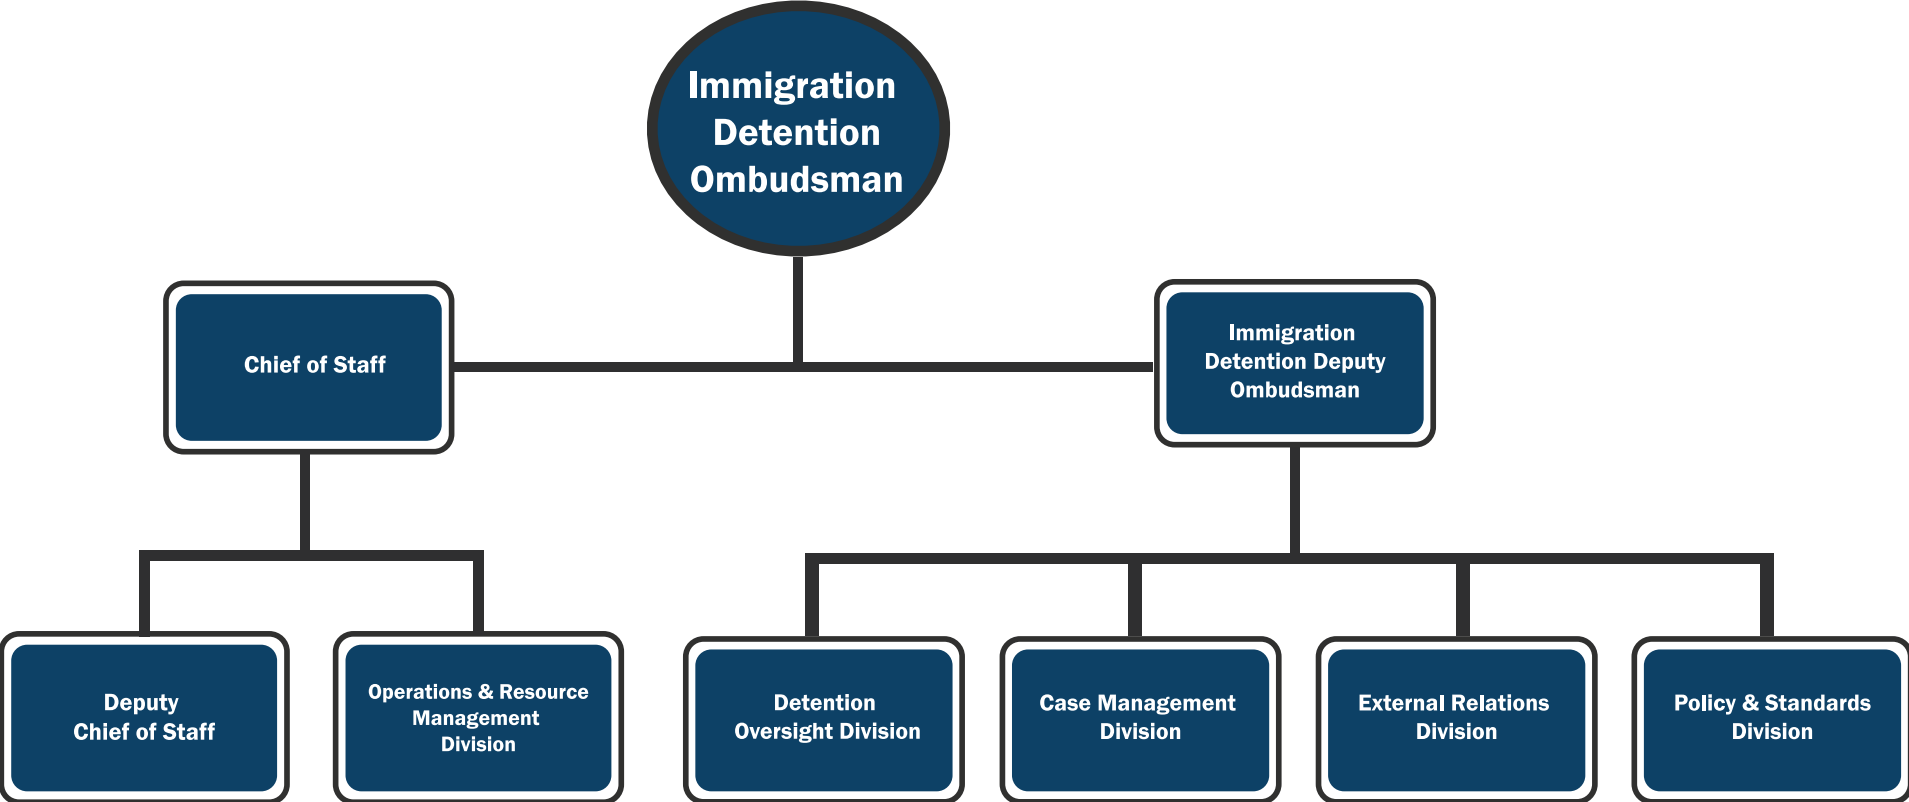 Immigration
Detention
Ombudsman
Chief of Staff
Immigration
Detention Deputy
Ombudsman
Deputy
Chief of Staff
Operations & Resource
Management
Division
Detention
Oversight Division
Case Management
Division
External Relations
Division
Policy & Standards
Division